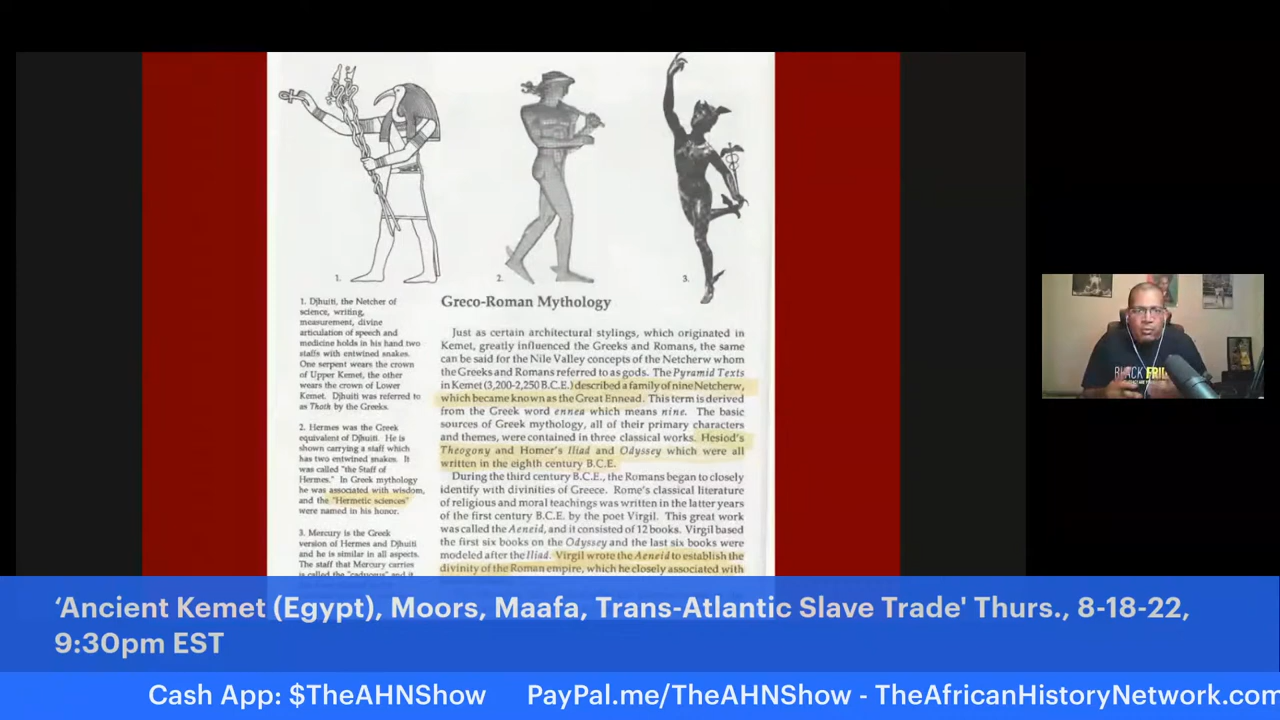 1.
2.
3.
1. Djhuiti, the Netcher of
science, writing,
measurement, divine
articulation of speech and
medicine holds in his hand two
staffs with entwined snakes.
One serpent wears the crown
of Upper Kemet, the other
wears the crown of Lower
Kemet. Djhuiti was referred to
as Thoth by the Greeks.
2. Hermes was the Greek
equivalent of Djhuiti. He is
shown carrying a staff which
has two entwined snakes. It
was called "the Staff of
Hermes." In Greek mythology
he was associated with wisdom,
and the "Hermetic sciences"
were named in his honor.
3. Mercury is the Greek
version of Hermes and Djhuiti
and he is similar in all aspects.
The staff that Mercury carries
is called the "caduceus" and it
Greco-Roman Mythology
Just as certain architectural stylings, which originated in
Kemet, greatly influenced the Greeks and Romans, the same
can be said for the Nile Valley concepts of the Netcherw whom
the Greeks and Romans referred to as gods. The Pyramid Texts
in Kemet (3,200-2,250 B.C.E.) described a family of nine Netcherw,
which became known as the Great Ennead. This term is derived
from the Greek word ennea which means nine. The basic
sources of Greek mythology, all of their primary characters
and themes, were contained in three classical works. Hesiod's
Theogony and Homer's Iliad and Odyssey which were all
written in the eighth century B.C.E.
During the third century B.C.E., the Romans began to closely
identify with divinities of Greece. Rome's classical literature
of religious and moral teachings was written in the latter years
of the first century B.C.E. by the poet Virgil. This great work
was called the Aeneid, and it consisted of 12 books. Virgil based
the first six books on the Odyssey and the last six books were
modeled after the Iliad. Virgil wrote the Aeneid to establish the
divinity of the Roman empire, which he closely associated with
BLACK FRI
‘Ancient Kemet (Egypt), Moors, Maafa, Trans-Atlantic Slave Trade' Thurs., 8-18-22,
9:30pm EST
Cash App: $TheAHNShow PayPal.me/TheAHNShow - TheAfricanHistoryNetwork.com